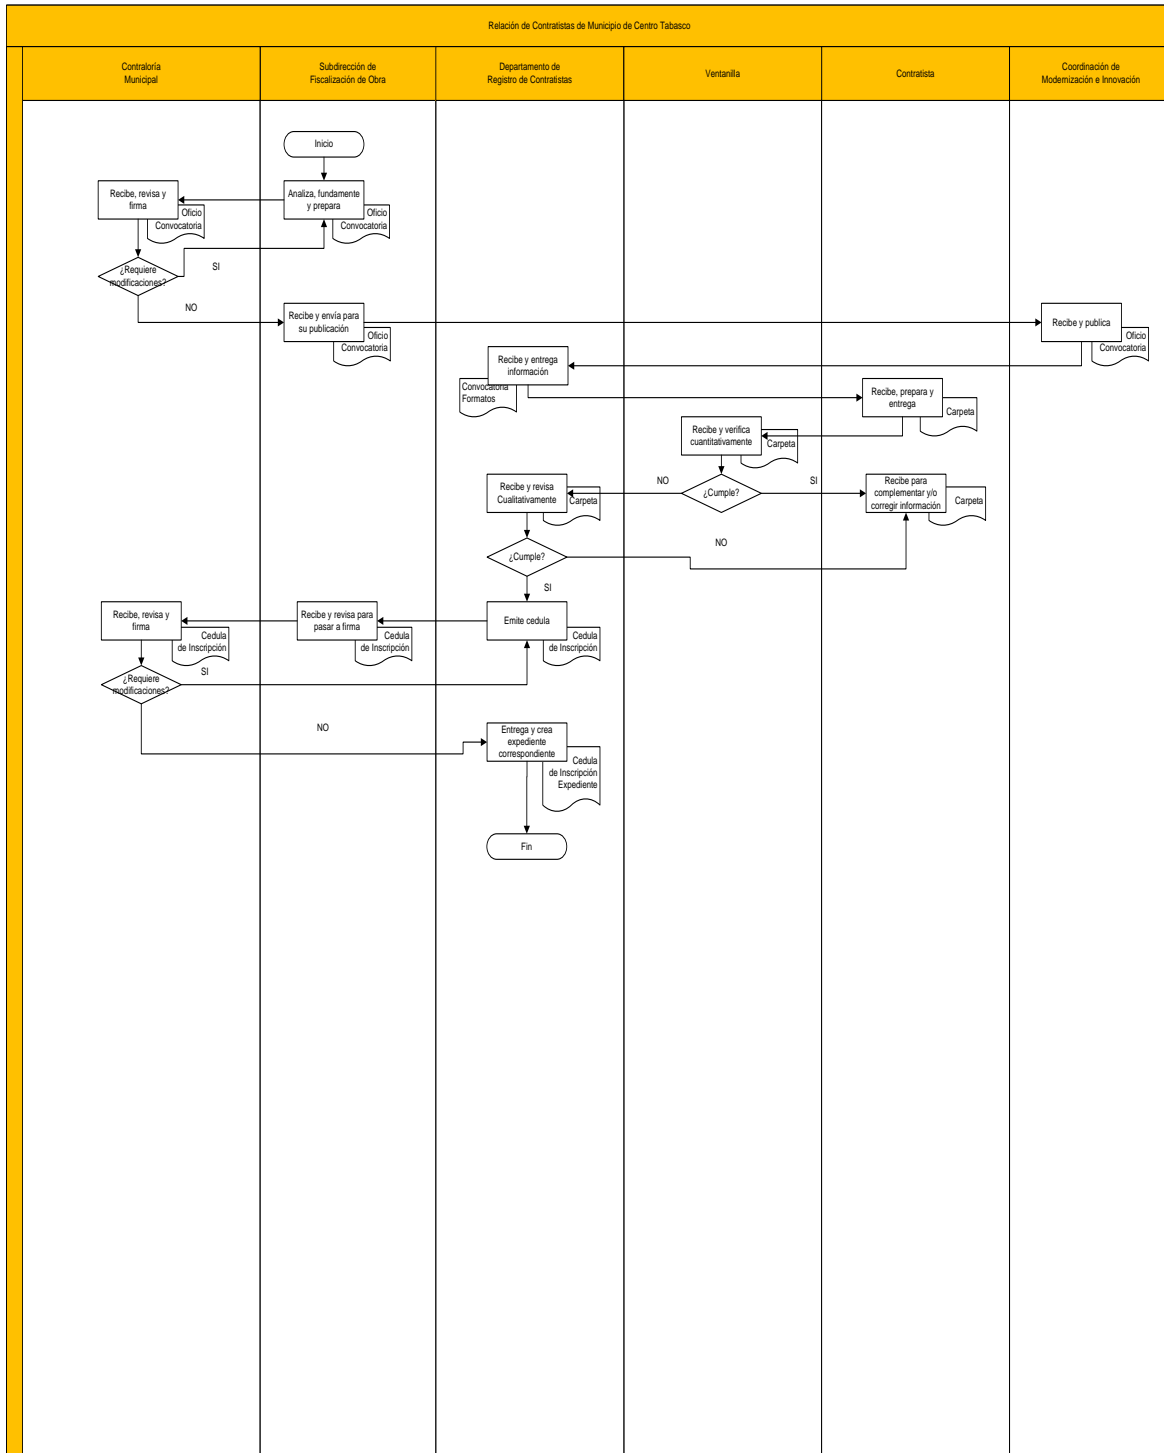 Relación de Contratistas de Municipio de Centro Tabasco
Contraloría
Municipal
Subdirección de
Fiscalización de Obra
Departamento de
Registro de Contratistas
Ventanilla
Contratista
Coordinación de
Modernización e Innovación
Inicio
Recibe, revisa y
firma
Oficio
Convocatoria
Analiza, fundamente
y prepara
Oficio
Convocatoria
¿Requiere
modificaciones?
SI
NO
Recibe y envía para
su publicación
Oficio
Convocatoria
Recibe y publica
Oficio
Convocatoria
Recibe y entrega
información
Convocatoria
Formatos
Recibe, prepara y
entrega
Carpeta
Recibe y verifica
cuantitativamente
Carpeta
Recibe y revisa
Cualitativamente
Carpeta
NO
¿Cumple?
SI
Recibe para
complementar y/o
corregir información
Carpeta
¿Cumple?
NO
SI
Recibe, revisa y
firma
Cedula
de Inscripción
Recibe y revisa para
pasar a firma
Cedula
de Inscripción
Emite cedula
Cedula
de Inscripción
¿Requiere
modificaciones?
SI
NO
Entrega y crea
expediente
correspondiente
Cedula
de Inscripción
Expediente
Fin